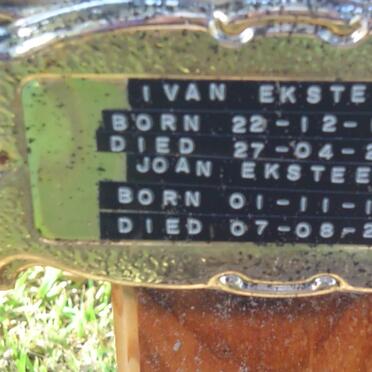 IVAN EKSTE
BORN 22-12-
DIED 27-04-2
JOAN EKSTEE
BORN 01-11-1
DIED 07-08-2